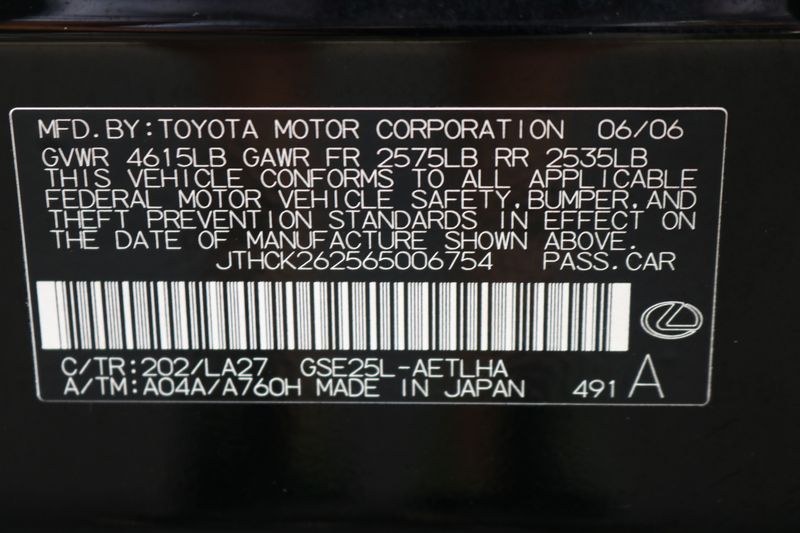 MFD.BY:TOYOTA MOTOR CORPORATION 06/06
GVWR 4615LB GAWR FR 2575LB RR 2535LB
THIS VEHICLE CONFORMS TO ALL APPLICABLE
FEDERAL MOTOR VEHICLE SAFETY,BUMPER,AND
THEFT PREVENTION STANDARDS IN EFFECT ON
THE DATE OF MANUFACTURE SHOWN ABOVE.
JTHCK262565006754 PASS.CAR
C/TR:202/LA27 GSE25L-AETLHA
A/TM:A04A/A760H MADE IN JAPAN 491 A